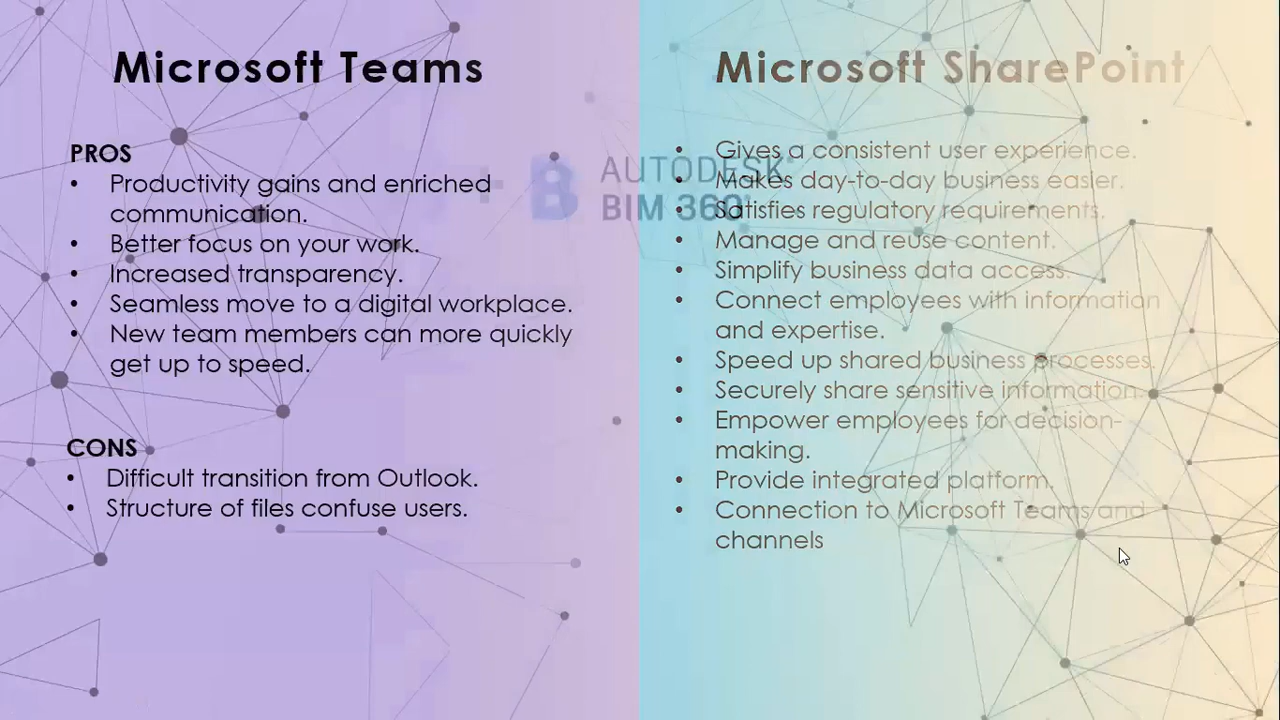 Microsoft Teams
PROS
• Productivity gains and enriched
communication.
• Better focus on your work.
• Increased transparency.
• Seamless move to a digital workplace.
• New team members can more quickly
get up to speed.
CONS
• Difficult transition from Outlook.
• Structure of files confuse users.
+ B AUTODESK®
BIM 360®
Microsoft SharePoint
• Gives a consistent user experience.
• Makes day-to-day business easier.
• Satisfies regulatory requirements.
• Manage and reuse content.
• Simplify business data access.
• Connect employees with information
and expertise.
• Speed up shared business processes.
• Securely share sensitive information.
• Empower employees for decision-
making.
• Provide integrated platform.
• Connection to Microsoft Teams and
channels